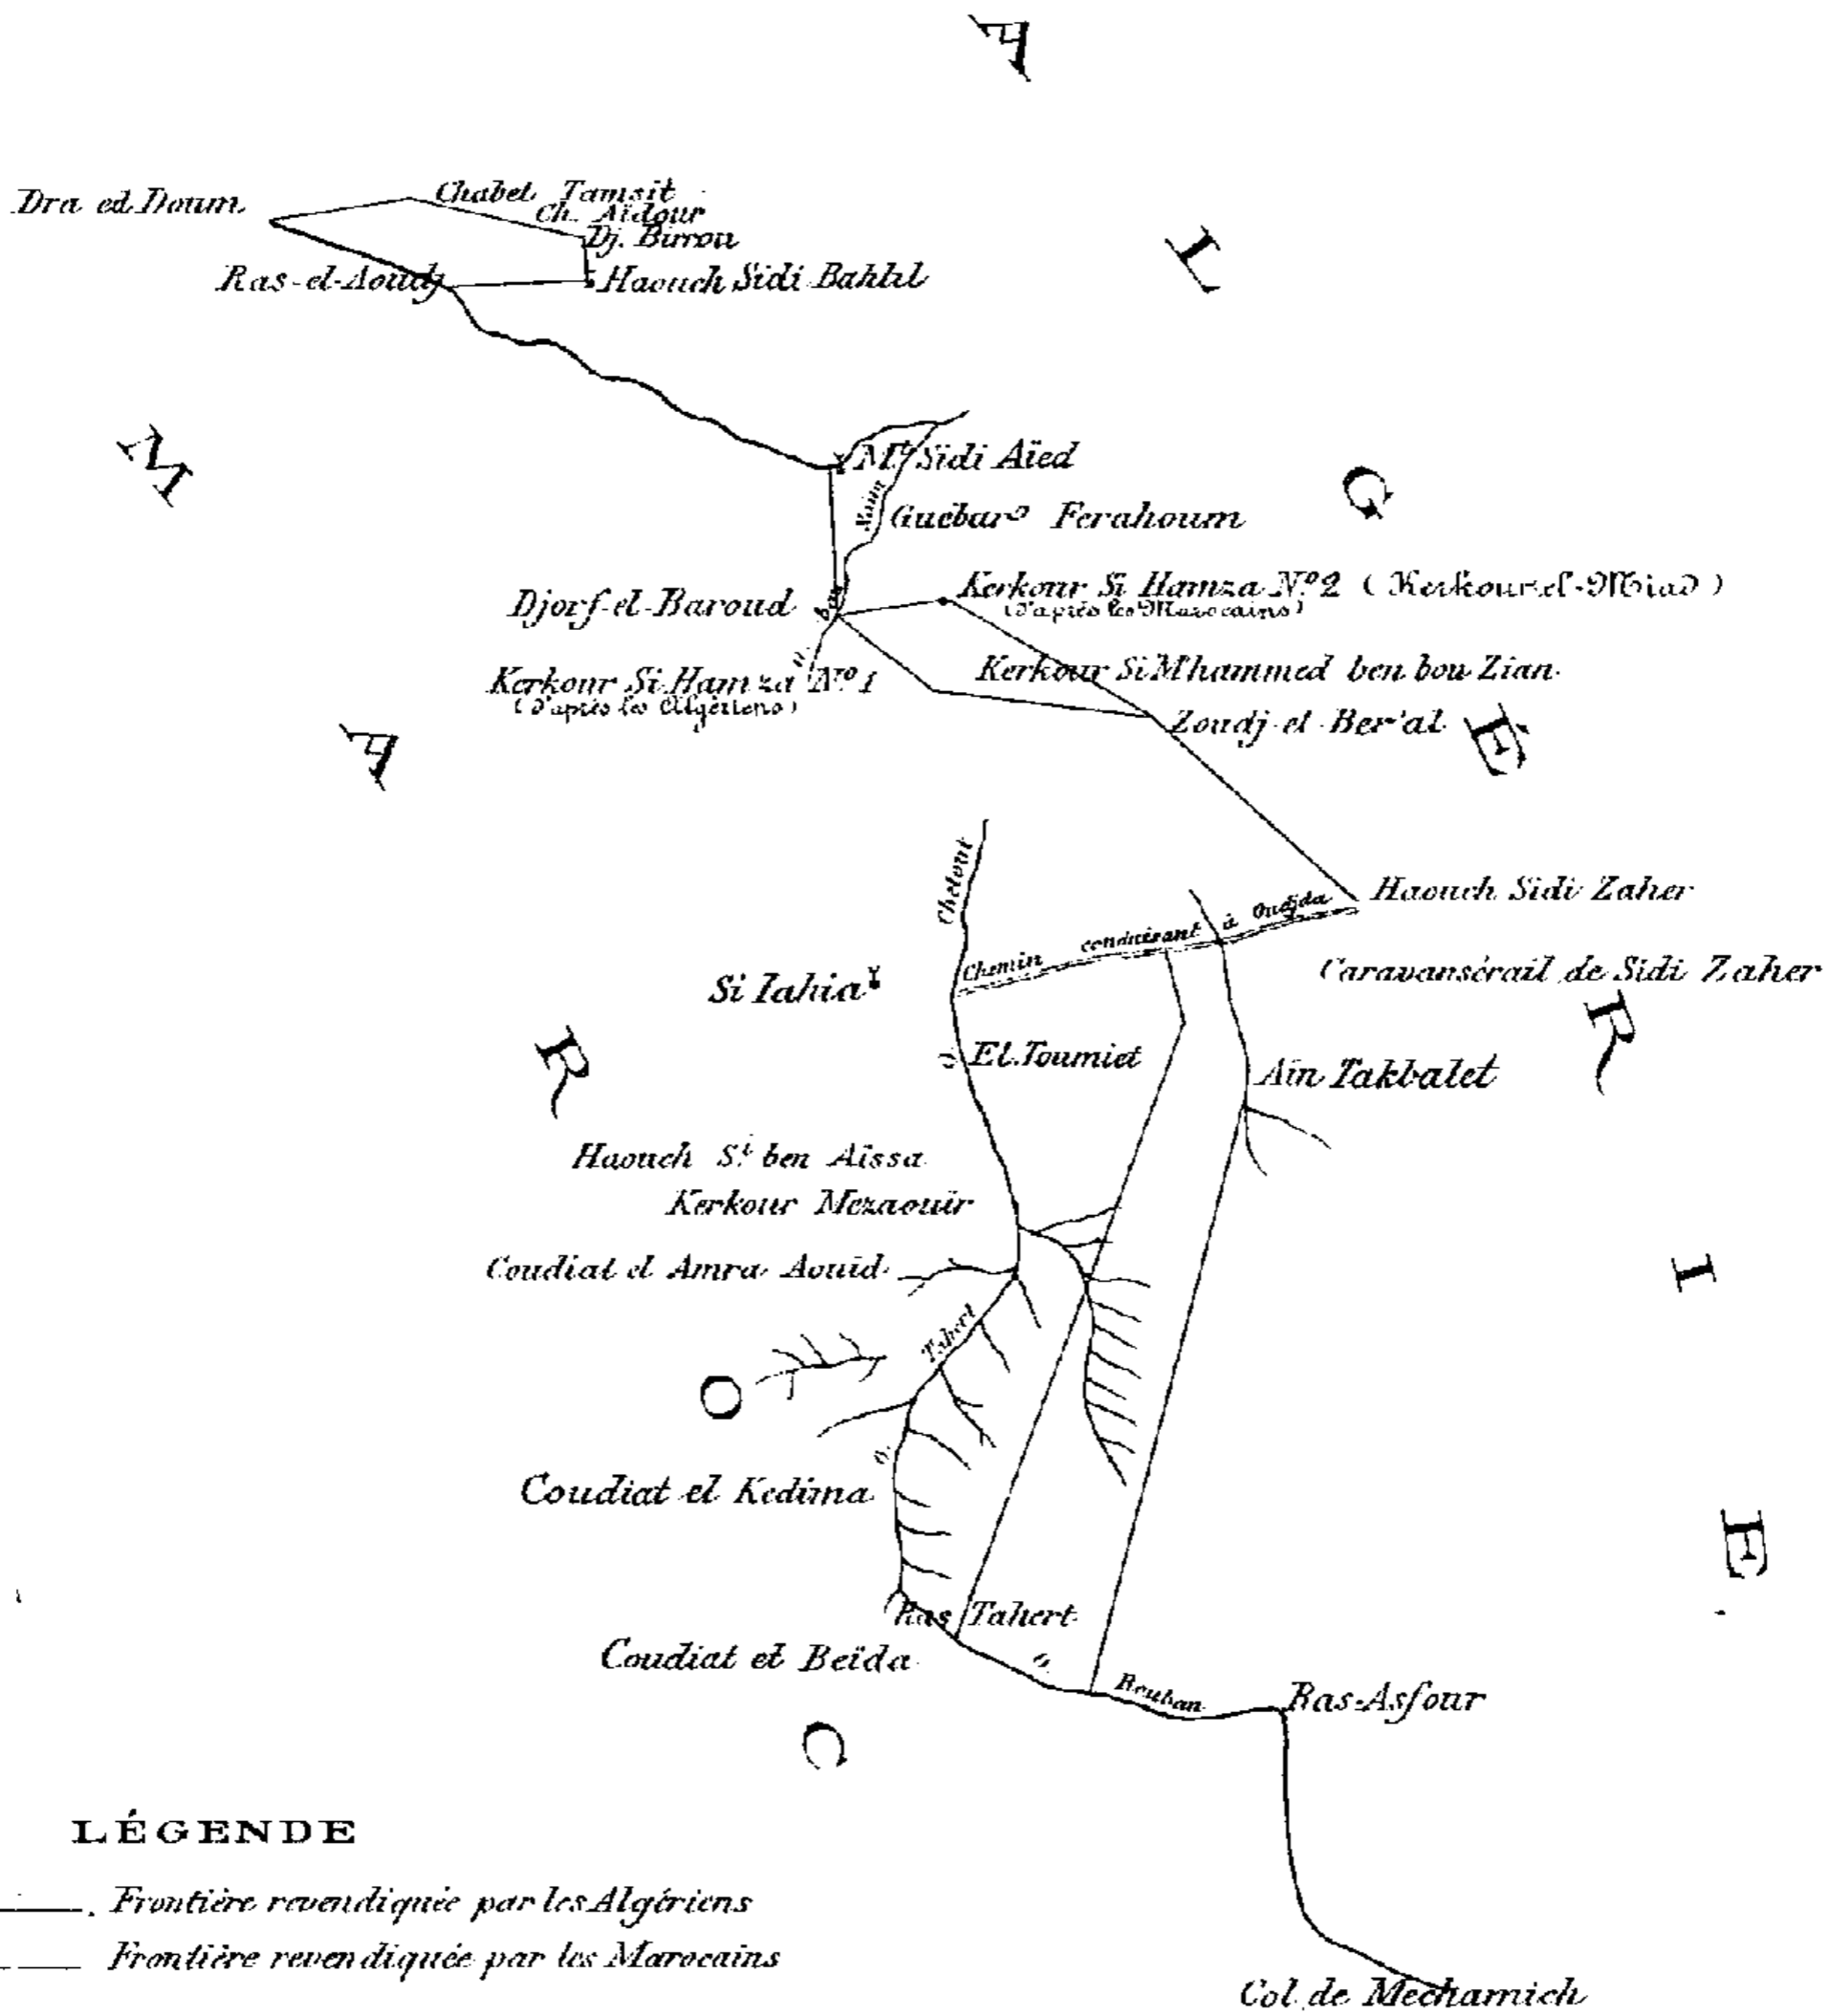 ALGÉRIE
MAROC
Dra ed Doum
Chabet Tamsit
Ch. Aïdour
Dj. Birrou
Ras-el-Aoudj
Haouch Sidi Bahlil
Mt Sidi Aïed
Guebar Ferahoum
Djorf-el-Baroud
Kerkour Si Hamza No. 2 (Kerkour-el-Miad)
(d'après les Marocains)
Kerkour Si Hamza No. 1
(d'après les Algériens)
Kerkour Si M'hammed ben bou Zian
Zoudj-el-Ber'al
Haouch Sidi Zaher
Chemin conduisant à Oudjda
Caravansérail de Sidi Zaher
Si Iahia
El Toumiet
Aïn Takbalet
Haouch Si ben Aïssa
Kerkour Mezaouïr
Coudiat el Amra Aouïd
O. Tahert
Coudiat el Kedima
Ras Tahert
Coudiat el Beïda
O. Bouban
Ras-Asfour
LÉGENDE
Frontière revendiquée par les Algériens
Frontière revendiquée par les Marocains
Col de Mechamich